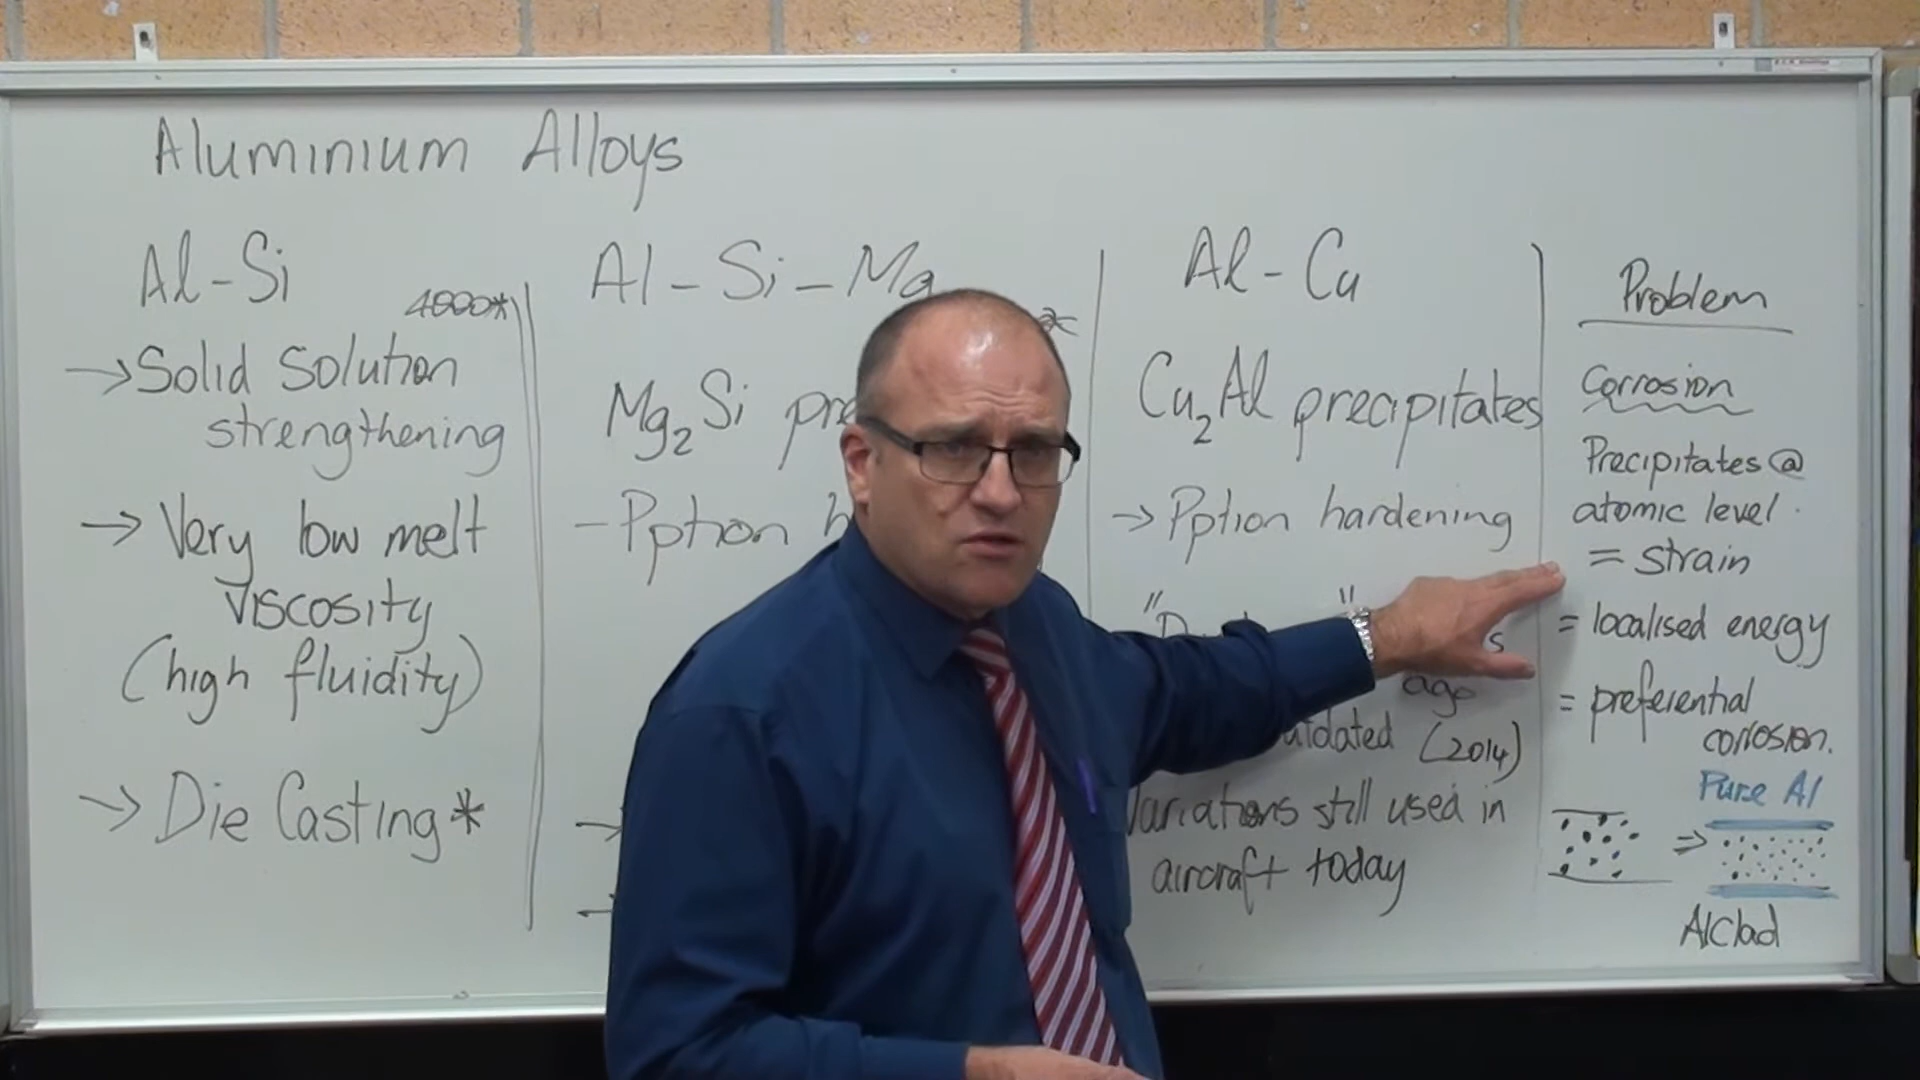 Aluminium Alloys
Al-Si
4000*
→ Solid Solution
strengthening
→ Very low melt
viscosity
(high fluidity)
→ Die Casting *
Al-Si-Mg
Mg₂Si
- Pption
Al-Cu
Cu₂Al precipitates
→ Pption hardening
ago
(2014)
Variations still used in
aircraft today
Problem
Corrosion
Precipitates @
atomic level.
= strain
= localised energy
= preferential
corrosion.
Pure Al
⇒
Alclad